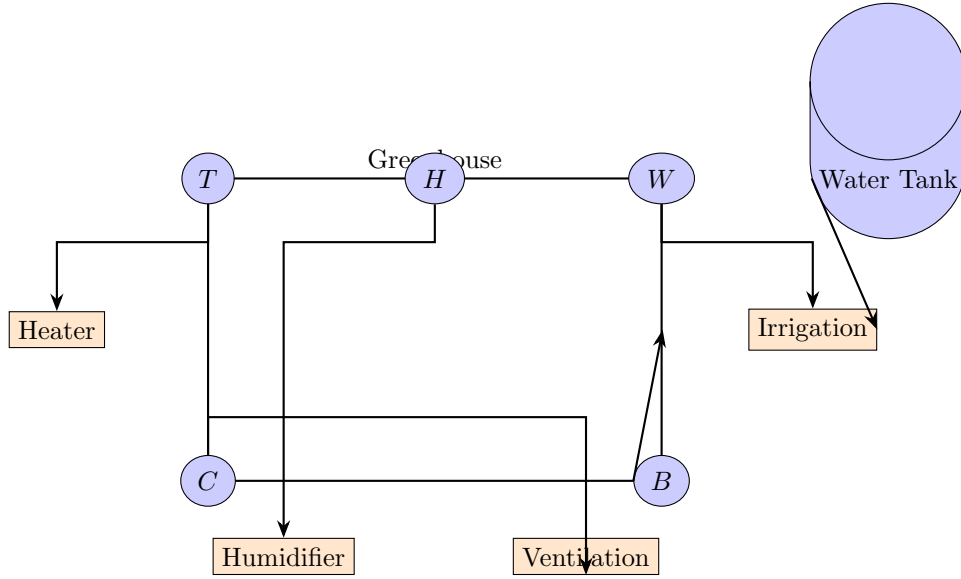 Greenhouse
T
H
W
Water Tank
Heater
Irrigation
C
B
Humidifier
Ventilation